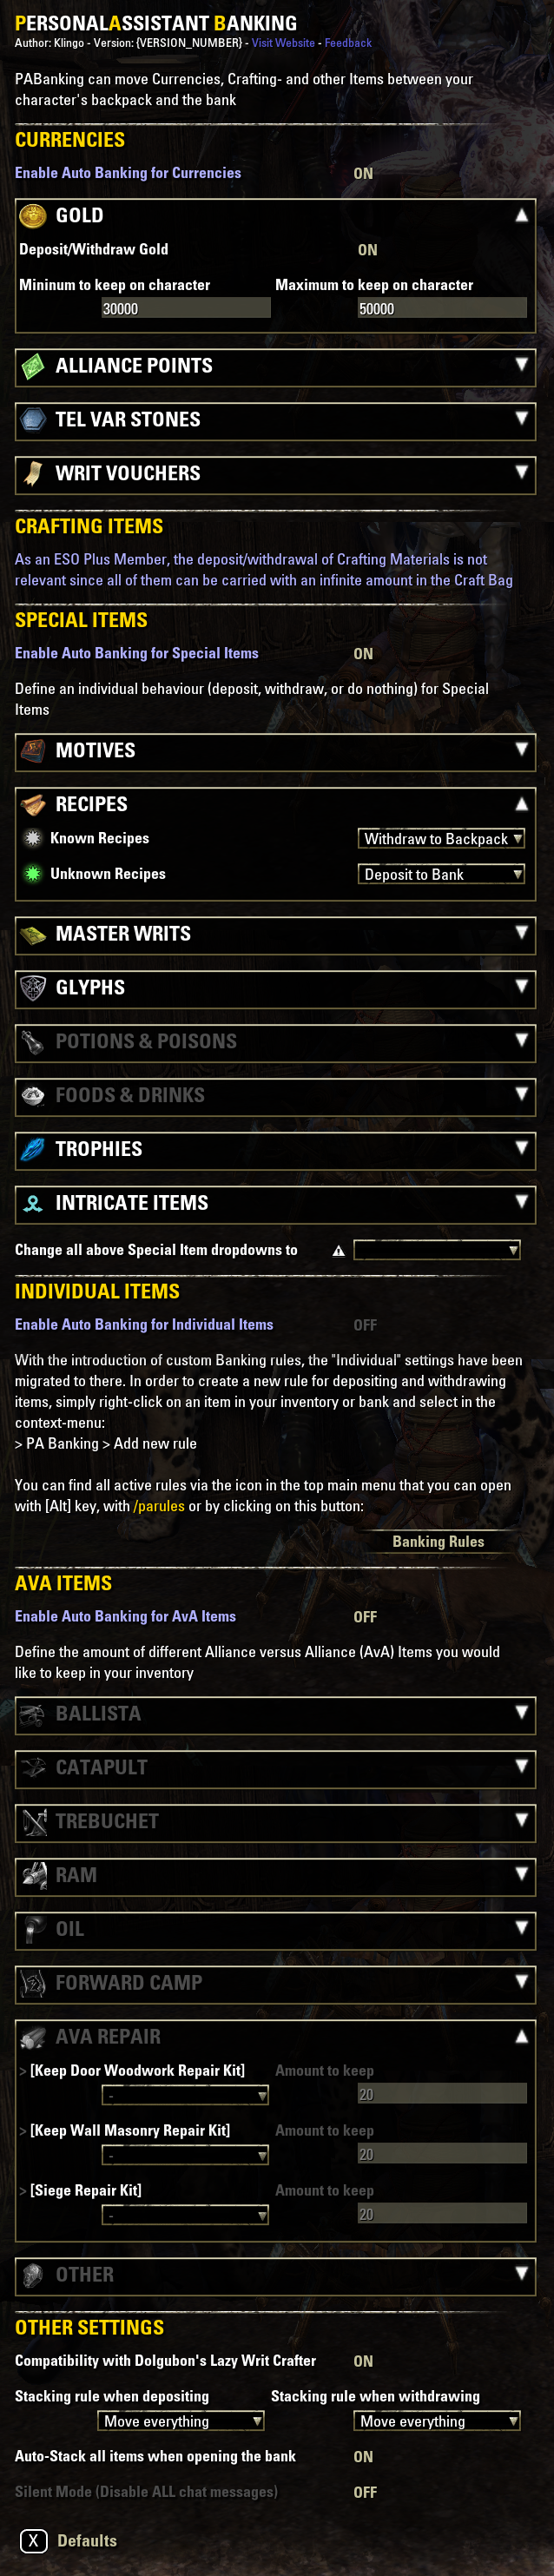 PERSONALASSISTANT BANKING
Author: Klingo - Version: {VERSION_NUMBER} - Visit Website - Feedback
PABanking can move Currencies, Crafting- and other Items between your
character's backpack and the bank
CURRENCIES
Enable Auto Banking for Currencies ON
GOLD
Deposit/Withdraw Gold ON
Mininum to keep on character Maximum to keep on character
30000 50000
ALLIANCE POINTS
TEL VAR STONES
WRIT VOUCHERS
CRAFTING ITEMS
As an ESO Plus Member, the deposit/withdrawal of Crafting Materials is not
relevant since all of them can be carried with an infinite amount in the Craft Bag
SPECIAL ITEMS
Enable Auto Banking for Special Items ON
Define an individual behaviour (deposit, withdraw, or do nothing) for Special
Items
MOTIVES
RECIPES
Known Recipes Withdraw to Backpack
Unknown Recipes Deposit to Bank
MASTER WRITS
GLYPHS
POTIONS & POISONS
FOODS & DRINKS
TROPHIES
INTRICATE ITEMS
Change all above Special Item dropdowns to
INDIVIDUAL ITEMS
Enable Auto Banking for Individual Items OFF
With the introduction of custom Banking rules, the "Individual" settings have been
migrated to there. In order to create a new rule for depositing and withdrawing
items, simply right-click on an item in your inventory or bank and select in the
context-menu:
> PA Banking > Add new rule
You can find all active rules via the icon in the top main menu that you can open
with [Alt] key, with /parules or by clicking on this button:
Banking Rules
AVA ITEMS
Enable Auto Banking for AvA Items OFF
Define the amount of different Alliance versus Alliance (AvA) Items you would
like to keep in your inventory
BALLISTA
CATAPULT
TREBUCHET
RAM
OIL
FORWARD CAMP
AVA REPAIR
> [Keep Door Woodwork Repair Kit] Amount to keep
- 20
> [Keep Wall Masonry Repair Kit] Amount to keep
- 20
> [Siege Repair Kit] Amount to keep
- 20
OTHER
OTHER SETTINGS
Compatibility with Dolgubon's Lazy Writ Crafter ON
Stacking rule when depositing Stacking rule when withdrawing
Move everything Move everything
Auto-Stack all items when opening the bank ON
Silent Mode (Disable ALL chat messages) OFF
X Defaults